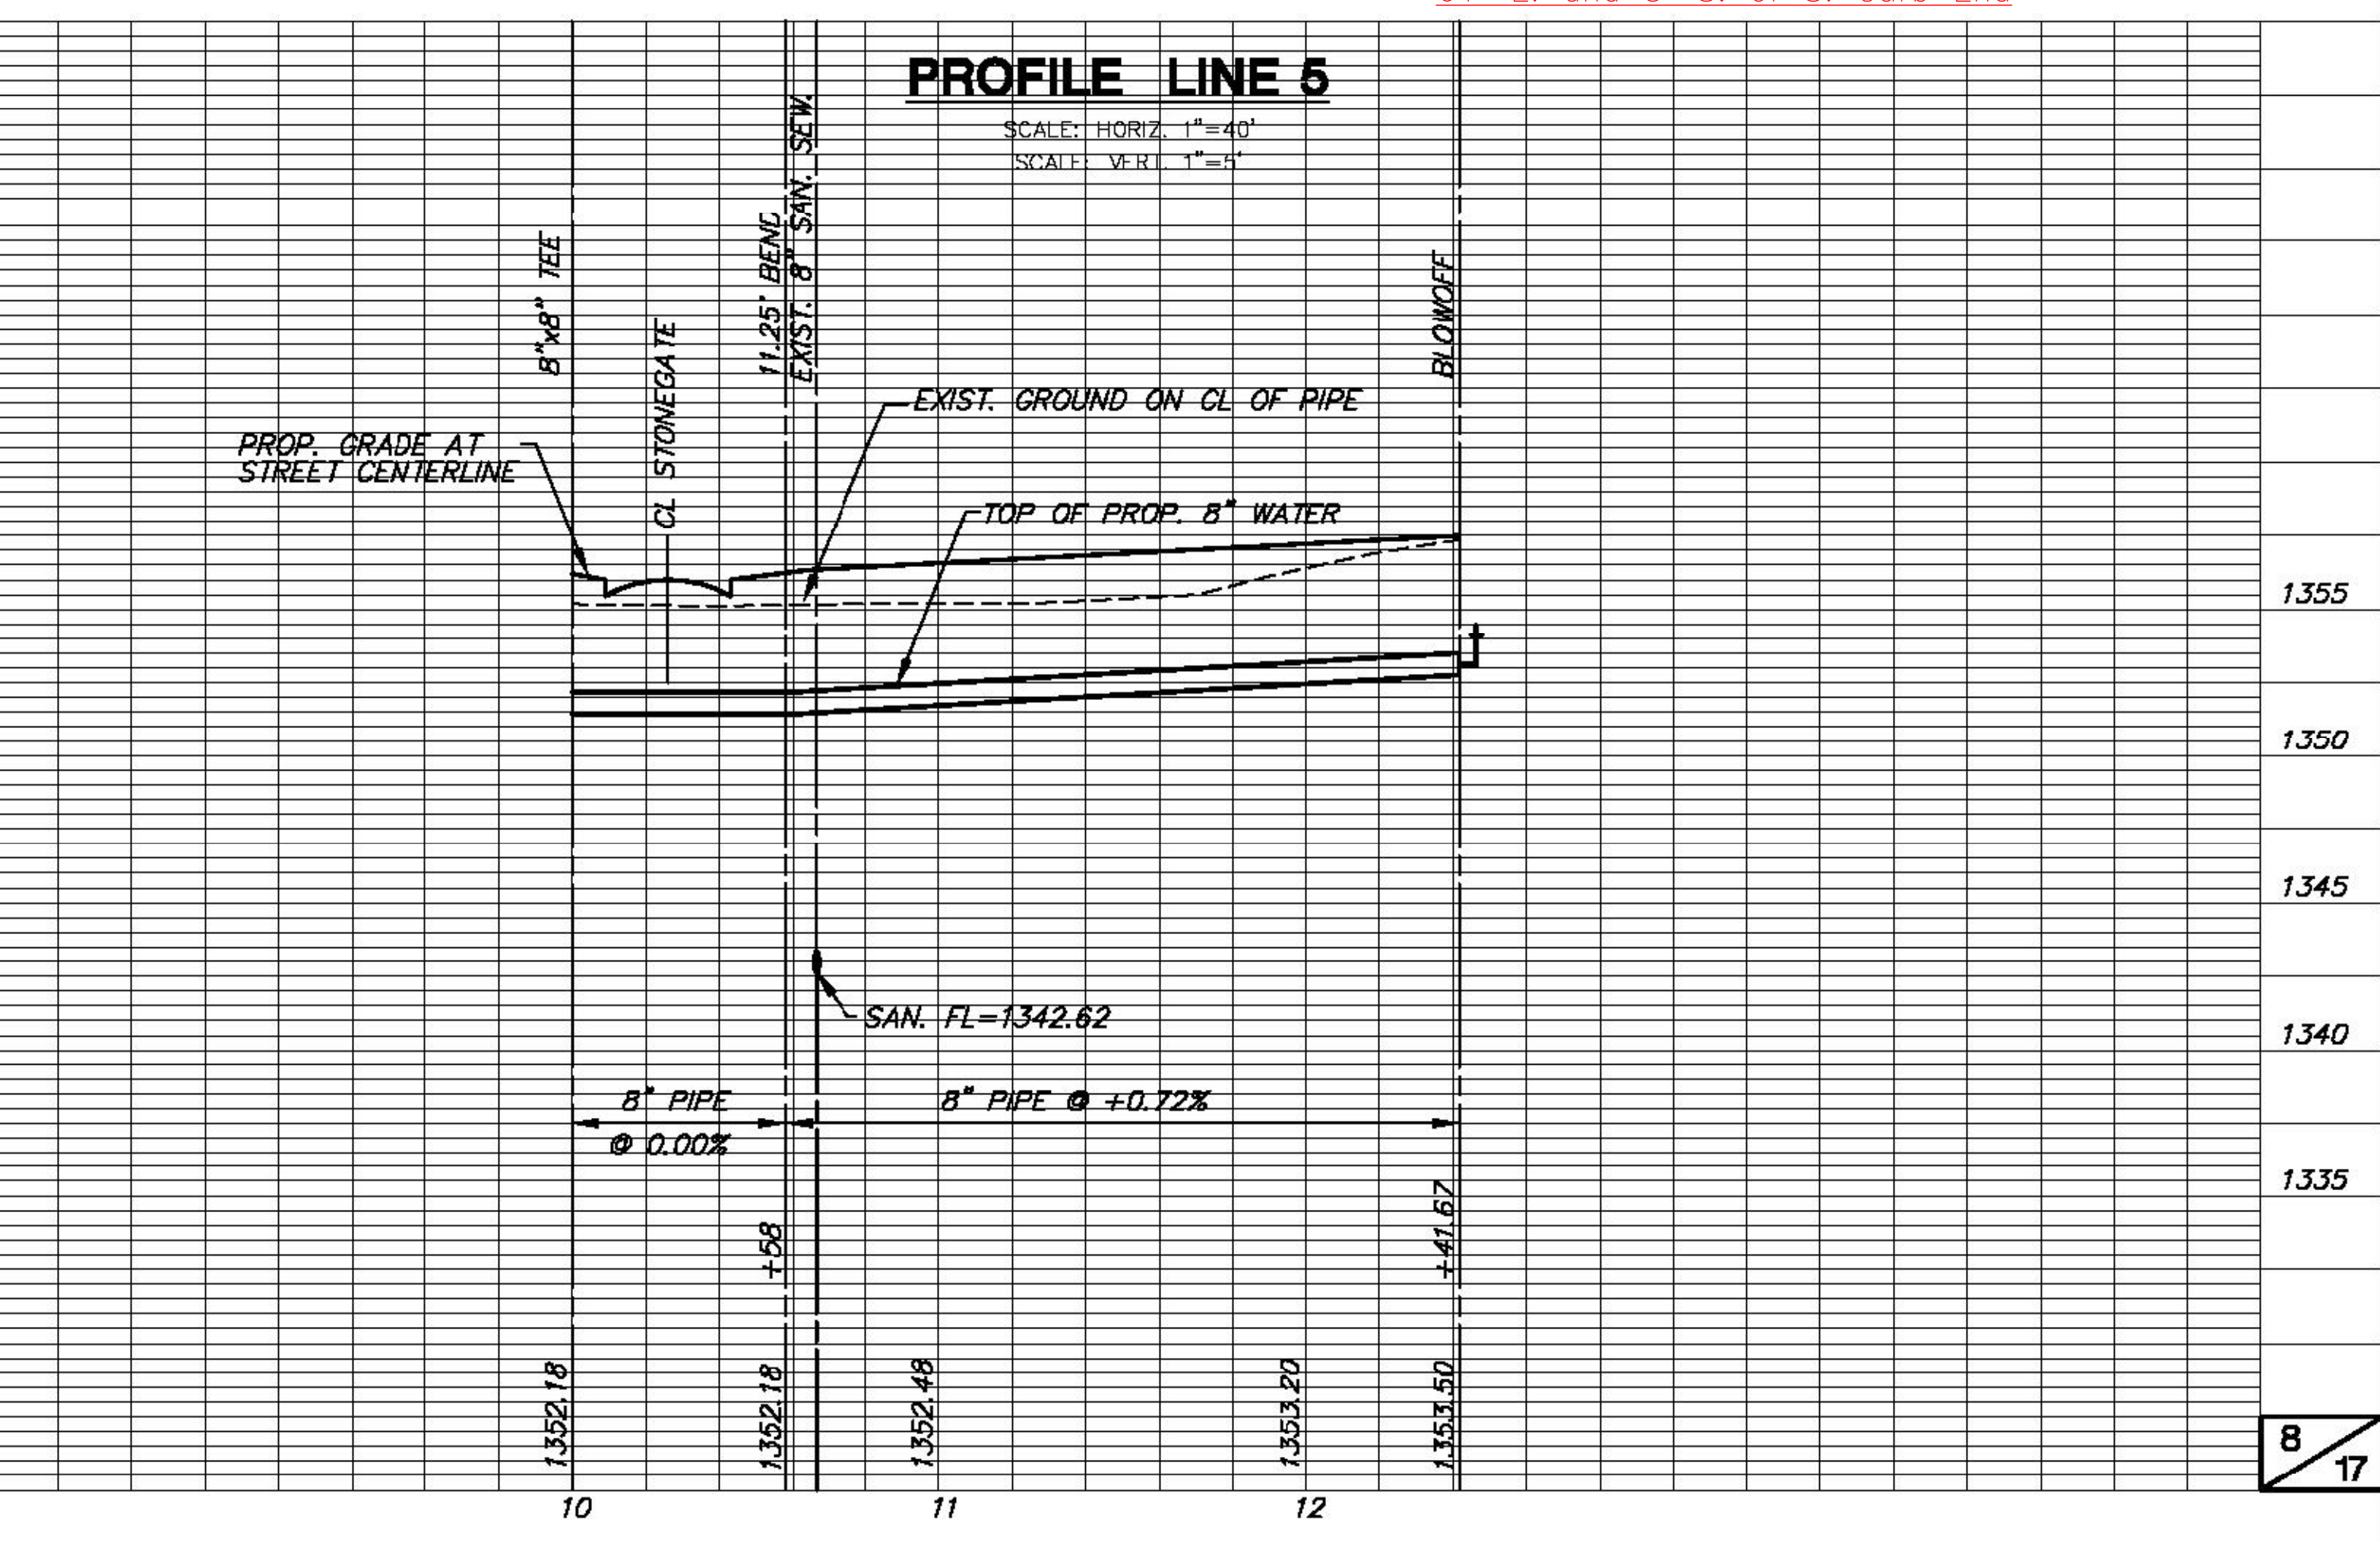 PROFILE LINE 5
SCALE: HORIZ. 1"=40'
SCALE: VERT. 1"=5'
8"x8" TEE
CL STONEGATE
11.25° BEND
EXIST. 8" SAN. SEW.
BLOWOFF
EXIST. GROUND ON CL OF PIPE
PROP. GRADE AT
STREET CENTERLINE
TOP OF PROP. 8" WATER
1355
1350
1345
SAN. FL=1342.62
1340
8" PIPE
@ 0.00%
8" PIPE @ +0.72%
1335
+58
+41.67
1352.18
1352.18
1352.48
1353.20
1353.50
8
17
10
11
12